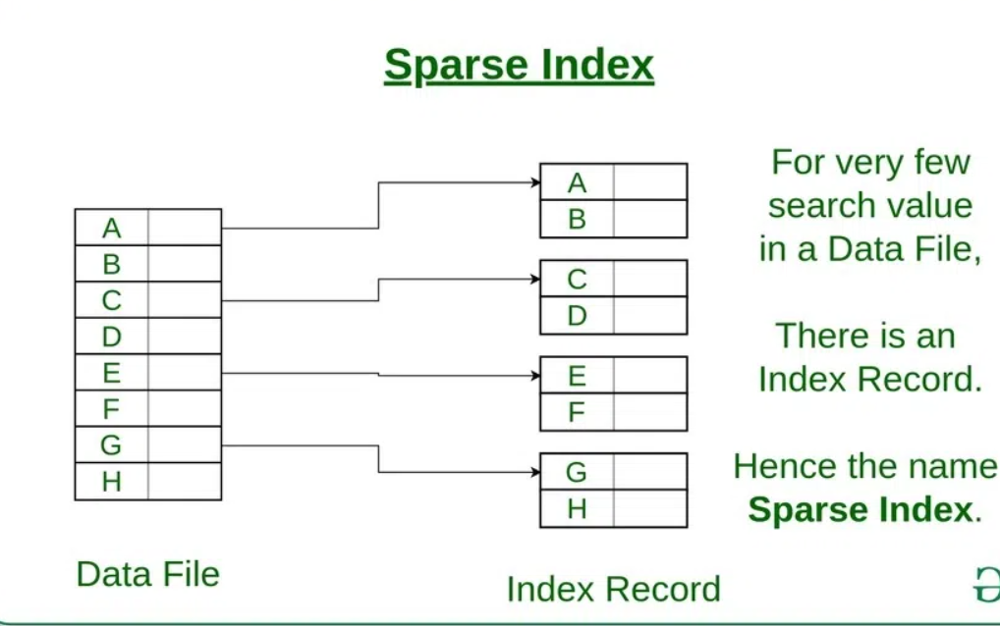 Sparse Index
A
B
C
D
E
F
G
H
Data File
A
B
C
D
E
F
G
H
Index Record
For very few
search value
in a Data File,
There is an
Index Record.
Hence the name
Sparse Index.